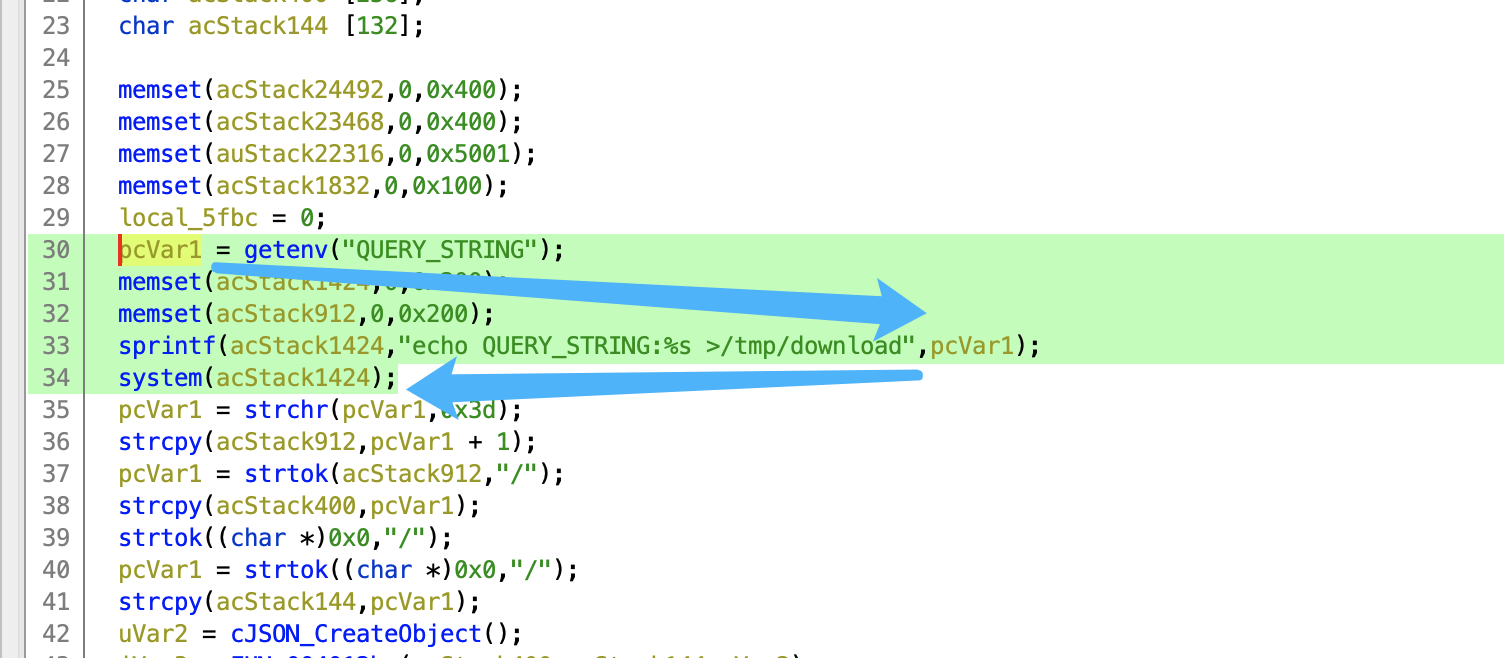 23 char acStack144 [132];
24
25 memset(acStack24492,0,0x400);
26 memset(acStack23468,0,0x400);
27 memset(auStack22316,0,0x5001);
28 memset(acStack1832,0,0x100);
29 local_5fbc = 0;
30 pcVar1 = getenv("QUERY_STRING");
31 memset(acStack1424,0,0x200);
32 memset(acStack912,0,0x200);
33 sprintf(acStack1424,"echo QUERY_STRING:%s >/tmp/download",pcVar1);
34 system(acStack1424);
35 pcVar1 = strchr(pcVar1,0x3d);
36 strcpy(acStack912,pcVar1 + 1);
37 pcVar1 = strtok(acStack912,"/");
38 strcpy(acStack400,pcVar1);
39 strtok((char *)0x0,"/");
40 pcVar1 = strtok((char *)0x0,"/");
41 strcpy(acStack144,pcVar1);
42 uVar2 = cJSON_CreateObject();